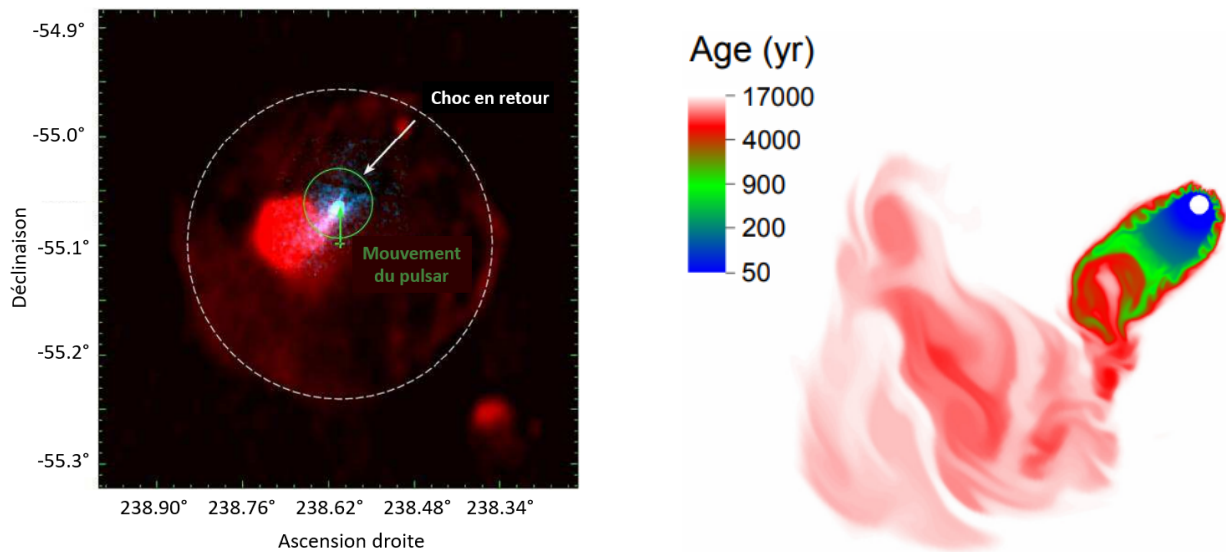 -54.9°
-55.0°
-55.1°
-55.2°
-55.3°
Déclinaison
Choc en retour
Mouvement
du pulsar
238.90° 238.76° 238.62° 238.48° 238.34°
Ascension droite
Age (yr)
17000
4000
900
200
50